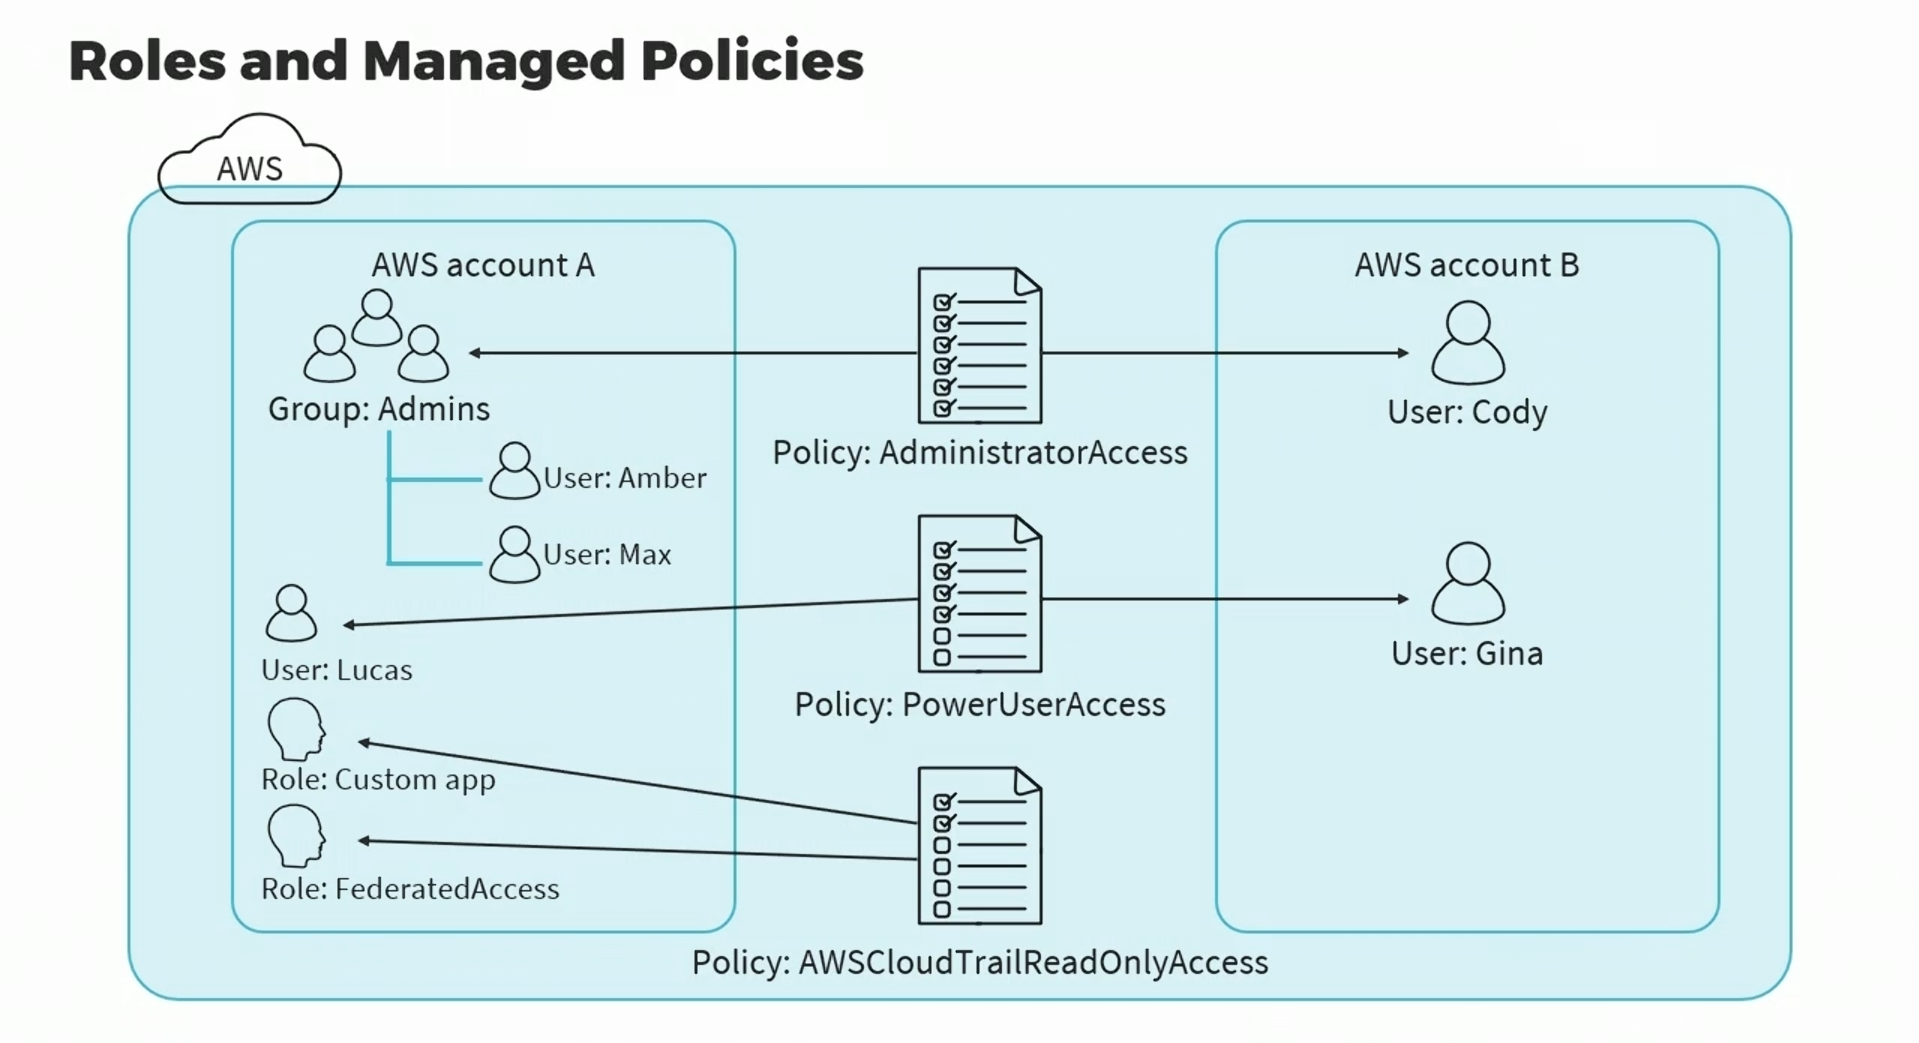 Roles and Managed Policies
AWS
AWS account A
AWS account B
Group: Admins
User: Cody
Policy: AdministratorAccess
User: Amber
User: Max
User: Lucas
User: Gina
Policy: PowerUserAccess
Role: Custom app
Role: FederatedAccess
Policy: AWSCloudTrailReadOnlyAccess